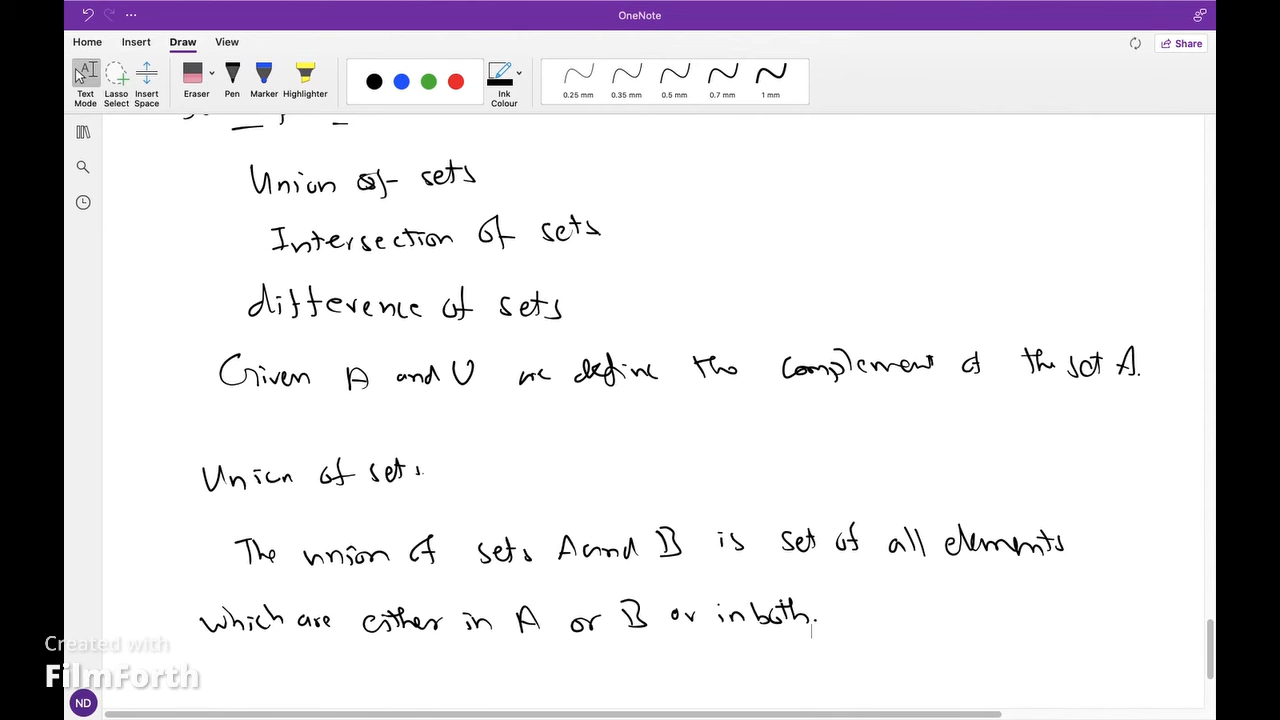 OneNote
Home Insert Draw View
Share
Text Mode Lasso Select Insert Space Eraser Pen Marker Highlighter Ink Colour 0.25 mm 0.35 mm 0.5 mm 0.7 mm 1 mm
Union of sets
Intersection of sets
difference of sets
Given A and U we define the complement of the set A.
Union of sets
The union of sets A and B is set of all elements
which are either in A or B or in both.
Created with
FilmForth
ND